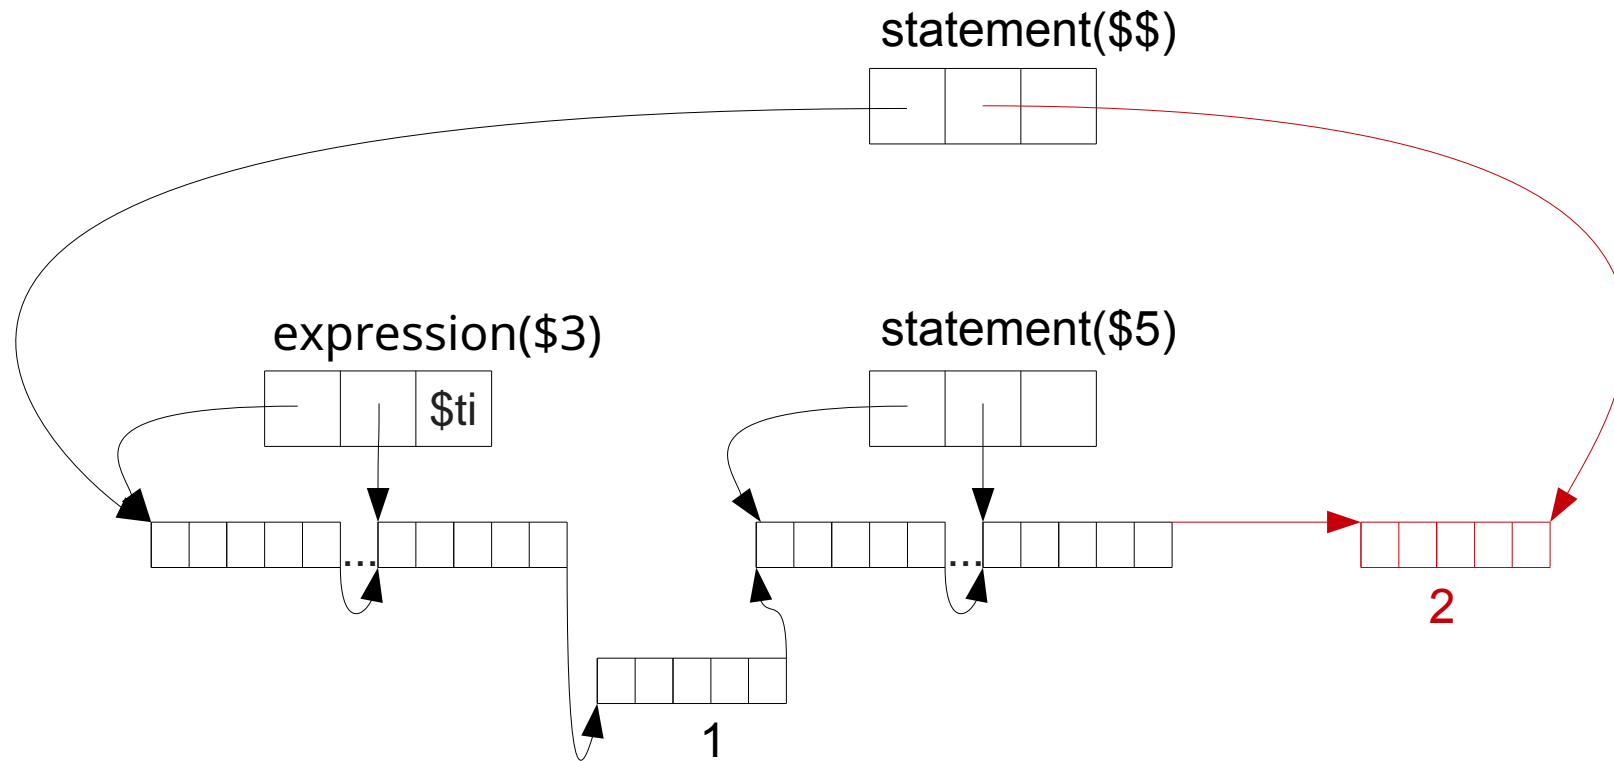 statement($$)
expression($3)
statement($5)
$ti
...
...
2
1